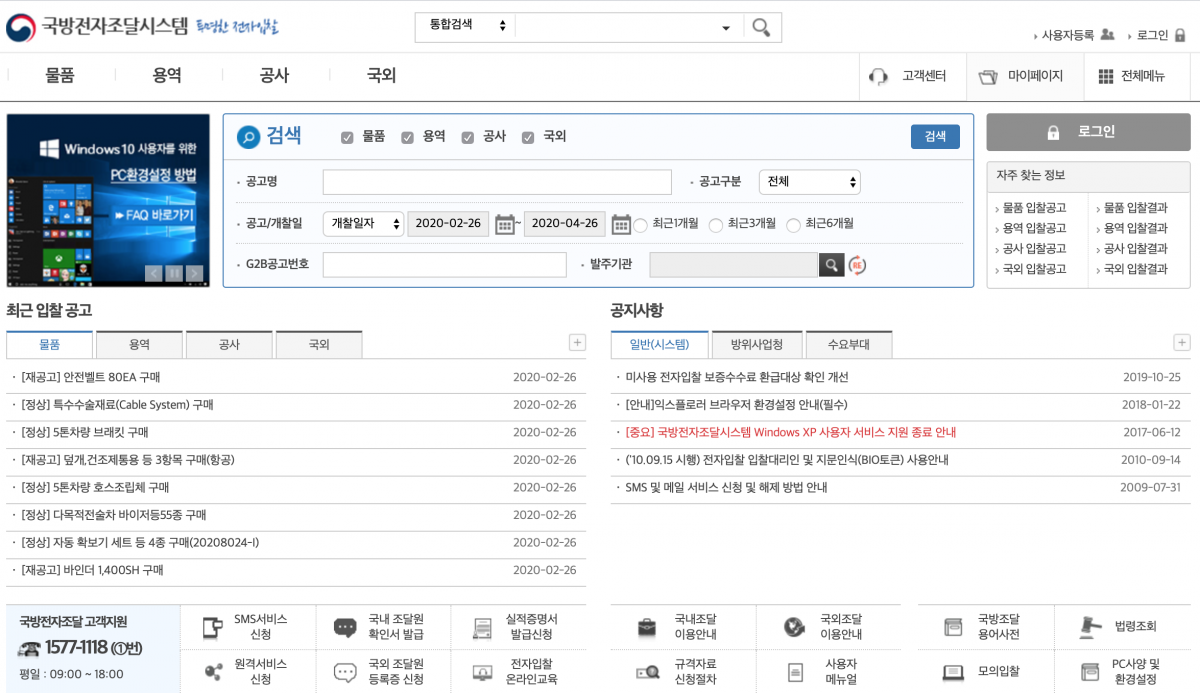 국방전자조달시스템 투명한 전자입찰
통합검색
사용자등록 로그인
물품 용역 공사 국외
고객센터 마이페이지 전체메뉴
Windows10 사용자를 위한
PC환경설정 방법
FAQ 바로가기
검색 물품 용역 공사 국외 검색
공고명 공고구분 전체
공고/개찰일 개찰일자 2020-02-26 ~ 2020-04-26 최근1개월 최근3개월 최근6개월
G2B공고번호 발주기관 RE
로그인
자주 찾는 정보
물품 입찰공고 물품 입찰결과
용역 입찰공고 용역 입찰결과
공사 입찰공고 공사 입찰결과
국외 입찰공고 국외 입찰결과
최근 입찰 공고
물품 용역 공사 국외 +
· [재공고] 안전벨트 80EA 구매 2020-02-26
· [정상] 특수수술재료(Cable System) 구매 2020-02-26
· [정상] 5톤차량 브래킷 구매 2020-02-26
· [재공고] 덮개,건조제통용 등 3항목 구매(항공) 2020-02-26
· [정상] 5톤차량 호스조립체 구매 2020-02-26
· [정상] 다목적전술차 바이저등55종 구매 2020-02-26
· [정상] 자동 확보기 세트 등 4종 구매(20208024-I) 2020-02-26
· [재공고] 바인더 1,400SH 구매 2020-02-26
공지사항
일반(시스템) 방위사업청 수요부대 +
· 미사용 전자입찰 보증수수료 환급대상 확인 개선 2019-10-25
· [안내]익스플로러 브라우저 환경설정 안내(필수) 2018-01-22
· [중요] 국방전자조달시스템 Windows XP 사용자 서비스 지원 종료 안내 2017-06-12
· ('10.09.15 시행) 전자입찰 입찰대리인 및 지문인식(BIO토큰) 사용안내 2010-09-14
· SMS 및 메일 서비스 신청 및 해제 방법 안내 2009-07-31
국방전자조달 고객지원
1577-1118 (①번)
평일 : 09:00 ~ 18:00
SMS서비스
신청
국내 조달원
확인서 발급
실적증명서
발급신청
원격서비스
신청
국외 조달원
등록증 신청
전자입찰
온라인교육
국내조달
이용안내
국외조달
이용안내
규격자료
신청절차
사용자
메뉴얼
국방조달
용어사전
법령조회
모의입찰
PC사양 및
환경설정